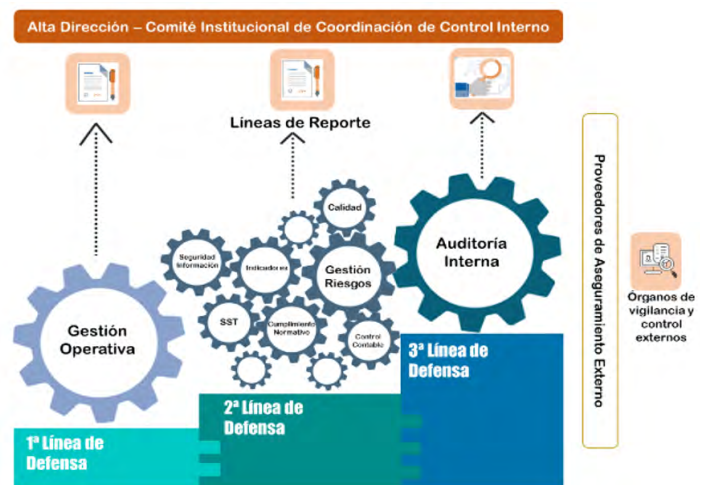 Alta Dirección – Comité Institucional de Coordinación de Control Interno
Líneas de Reporte
Gestión
Operativa
Seguridad
Información
Indicadores
Calidad
Gestión
Riesgos
SST
Cumplimiento
Normativo
Control
Contable
Auditoría
Interna
1ª Línea de
Defensa
2ª Línea de
Defensa
3ª Línea de
Defensa
Proveedores de Aseguramiento Externo
Órganos de
vigilancia y
control
externos